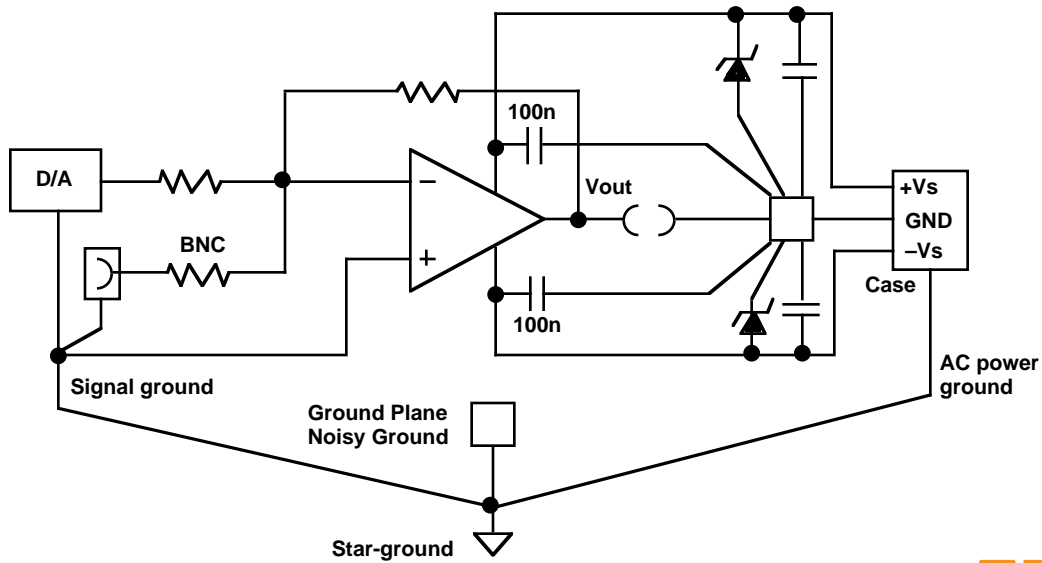 100n
D/A
Vout
+Vs
BNC
GND
–Vs
Case
100n
AC power
ground
Signal ground
Ground Plane
Noisy Ground
Star-ground